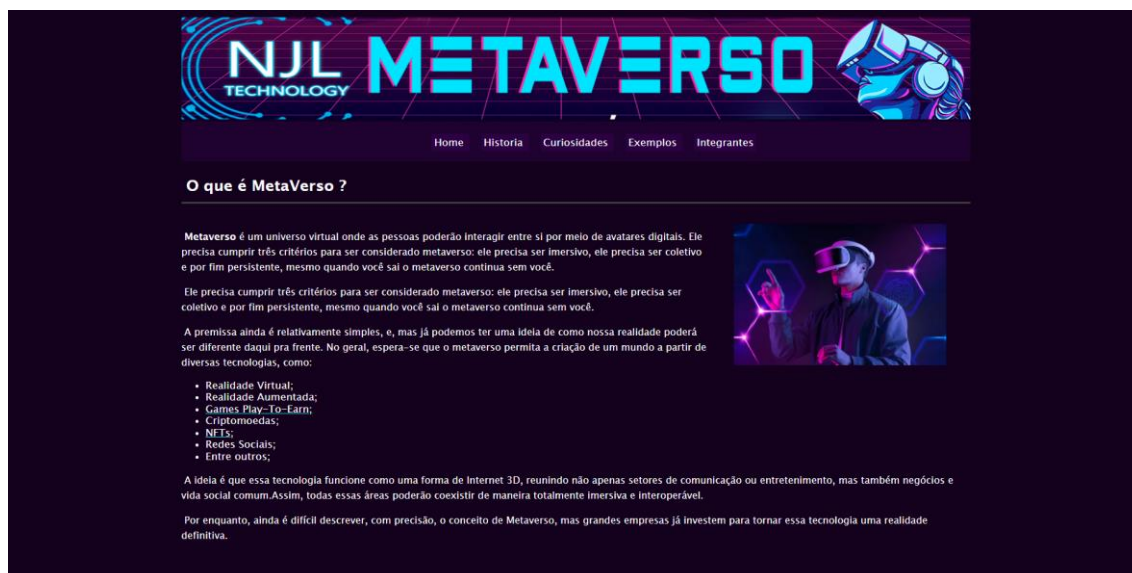 NJL
TECHNOLOGY
METAVERSO
Home Historia Curiosidades Exemplos Integrantes
O que é MetaVerso ?
Metaverso é um universo virtual onde as pessoas poderão interagir entre si por meio de avatares digitais. Ele
precisa cumprir três critérios para ser considerado metaverso: ele precisa ser imersivo, ele precisa ser coletivo
e por fim persistente, mesmo quando você sai o metaverso continua sem você.
Ele precisa cumprir três critérios para ser considerado metaverso: ele precisa ser imersivo, ele precisa ser
coletivo e por fim persistente, mesmo quando você sai o metaverso continua sem você.
A premissa ainda é relativamente simples, e, mas já podemos ter uma ideia de como nossa realidade poderá
ser diferente daqui pra frente. No geral, espera-se que o metaverso permita a criação de um mundo a partir de
diversas tecnologias, como:
• Realidade Virtual;
• Realidade Aumentada;
• Games Play-To-Earn;
• Criptomoedas;
• NFTs;
• Redes Sociais;
• Entre outros;
A ideia é que essa tecnologia funcione como uma forma de Internet 3D, reunindo não apenas setores de comunicação ou entretenimento, mas também negócios e
vida social comum.Assim, todas essas áreas poderão coexistir de maneira totalmente imersiva e interoperável.
Por enquanto, ainda é difícil descrever, com precisão, o conceito de Metaverso, mas grandes empresas já investem para tornar essa tecnologia uma realidade
definitiva.